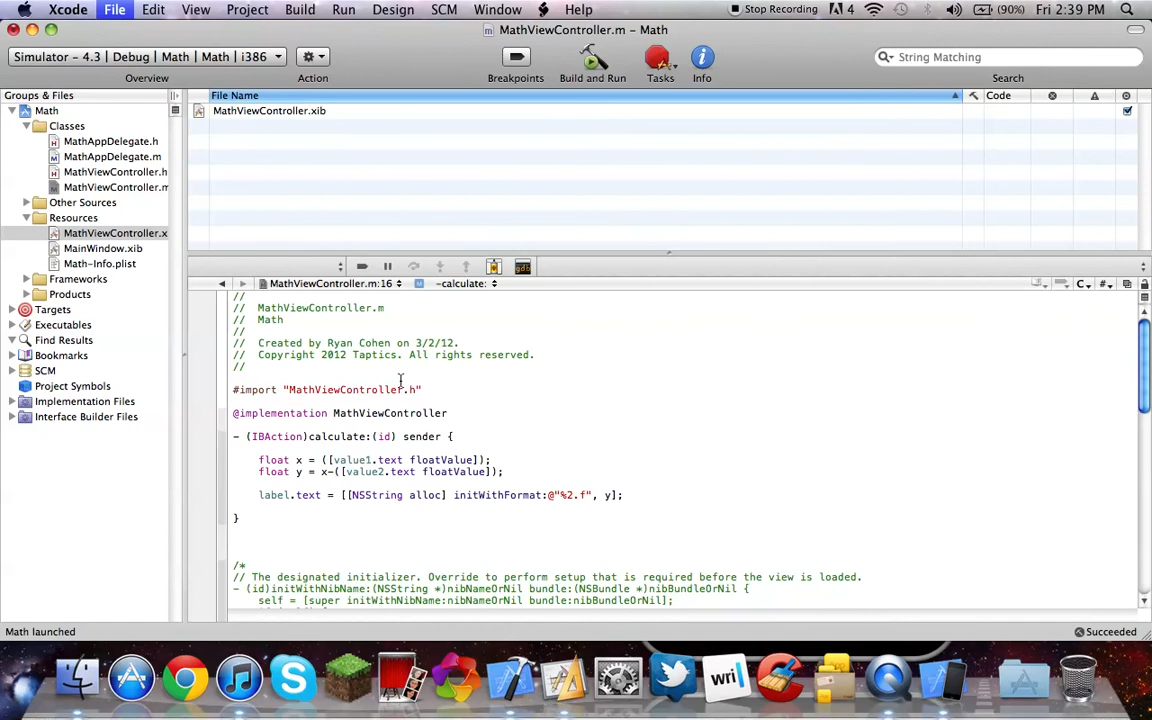 Xcode File Edit View Project Build Run Design SCM Window Help Stop Recording 4 (90%) Fri 2:39 PM
MathViewController.m - Math
Simulator - 4.3 | Debug | Math | Math | i386
String Matching
Overview Action Breakpoints Build and Run Tasks Info Search
Groups & Files
File Name Code
Math
MathViewController.xib
Classes
MathAppDelegate.h
MathAppDelegate.m
MathViewController.h
MathViewController.m
Other Sources
Resources
MathViewController.x
MainWindow.xib
Math-Info.plist
Frameworks
Products
Targets
Executables
Find Results
Bookmarks
SCM
Project Symbols
Implementation Files
Interface Builder Files
gdb
MathViewController.m:16 -calculate: C, #,
//
// MathViewController.m
// Math
//
// Created by Ryan Cohen on 3/2/12.
// Copyright 2012 Taptics. All rights reserved.
//
#import "MathViewController.h"
@implementation MathViewController
- (IBAction)calculate:(id) sender {
float x = ([value1.text floatValue]);
float y = x-([value2.text floatValue]);
label.text = [[NSString alloc] initWithFormat:@"%2.f", y];
}
/*
// The designated initializer. Override to perform setup that is required before the view is loaded.
- (id)initWithNibName:(NSString *)nibNameOrNil bundle:(NSBundle *)nibBundleOrNil {
self = [super initWithNibName:nibNameOrNil bundle:nibBundleOrNil];
Math launched Succeeded
wri